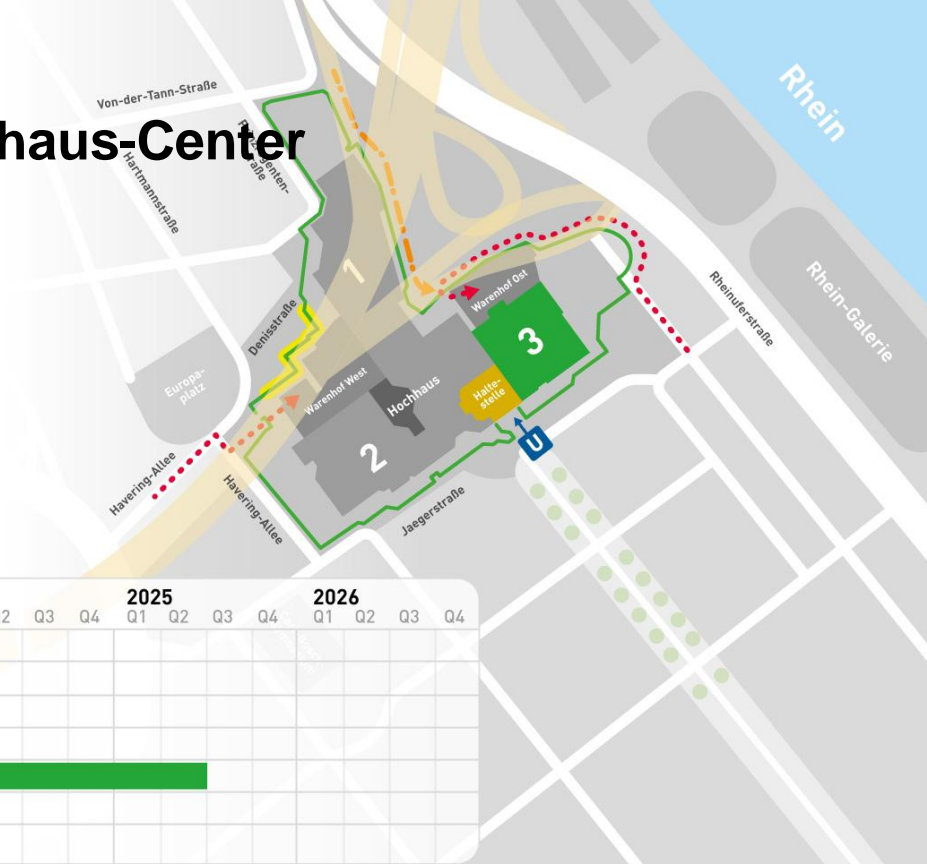 Rhein
Von-der-Tann-Straße
haus-Center
Hartmannstraße
Rhein-Galerie
1
Rheinuferstraße
Warenhof Ost
Denisstraße
3
Europa-
platz
Warenhof West
Hochhaus
Halte-
stelle
2
U
Havering-Allee
Havering-Allee
Jaegerstraße
2025
2026
Q3 Q4 Q1 Q2 Q3 Q4 Q1 Q2 Q3 Q4